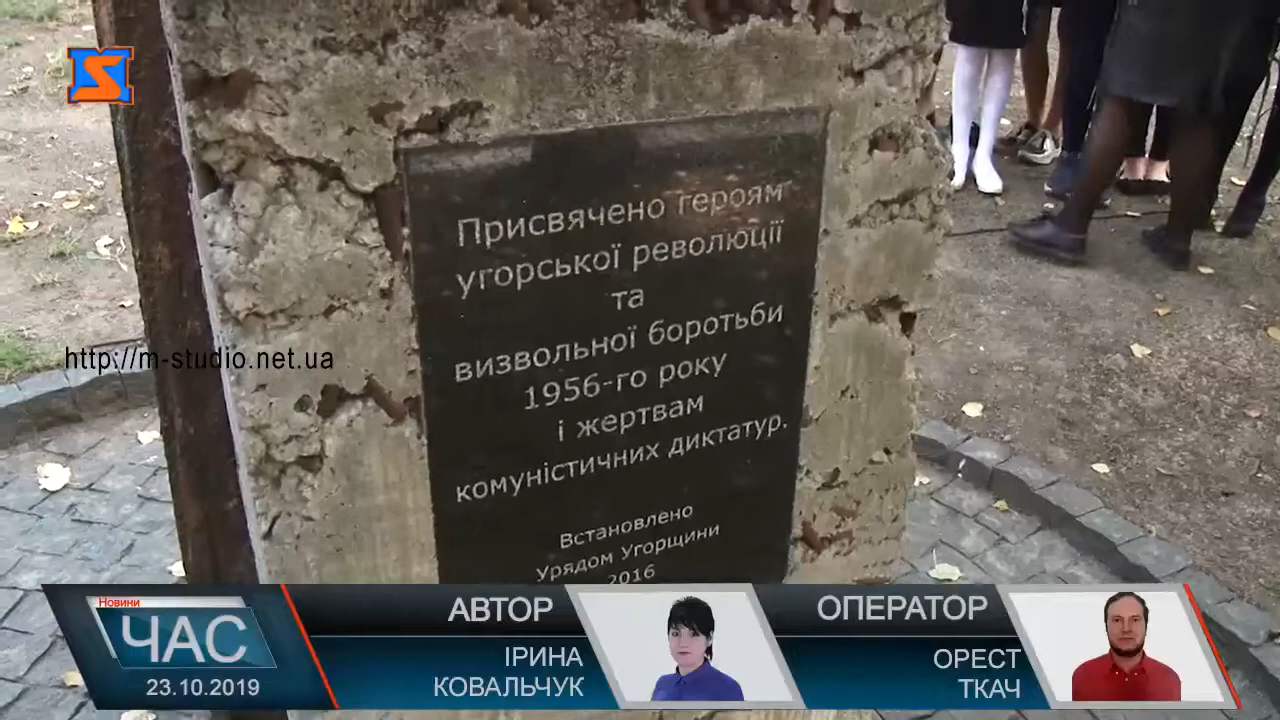 S
Присвячено героям
угорської революції
та
визвольної боротьби
1956-го року
і жертвам
комуністичних диктатур.
Встановлено
Урядом Угорщини
2016
http://m-studio.net.ua
Новини
ЧАС
23.10.2019
АВТОР
ІРИНА
КОВАЛЬЧУК
ОПЕРАТОР
ОРЕСТ
ТКАЧ